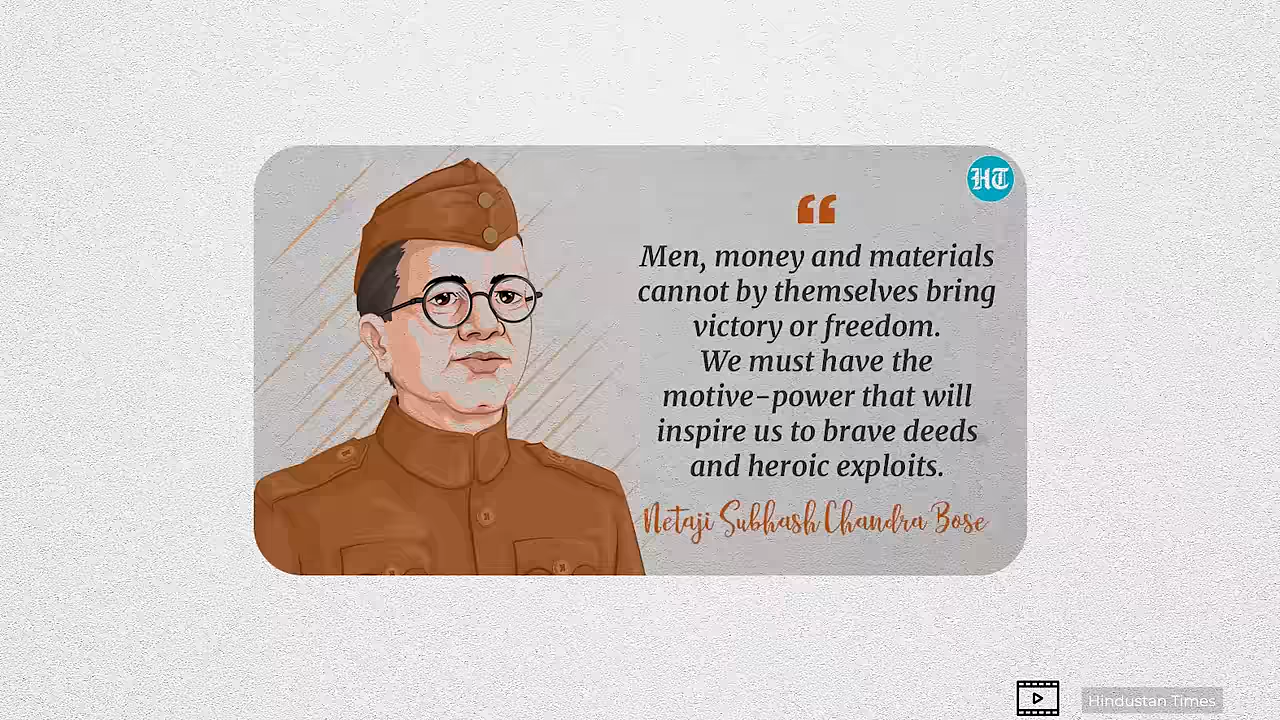 HT
“
Men, money and materials
cannot by themselves bring
victory or freedom.
We must have the
motive-power that will
inspire us to brave deeds
and heroic exploits.
Netaji Subhash Chandra Bose
Hindustan Times